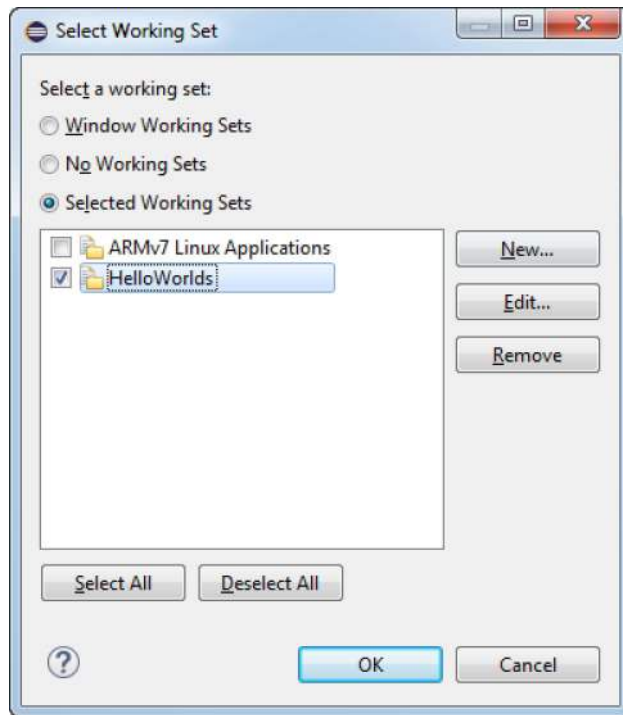 Select Working Set
Select a working set:
Window Working Sets
No Working Sets
Selected Working Sets
ARMv7 Linux Applications
HelloWorlds
New...
Edit...
Remove
Select All Deselect All
? OK Cancel